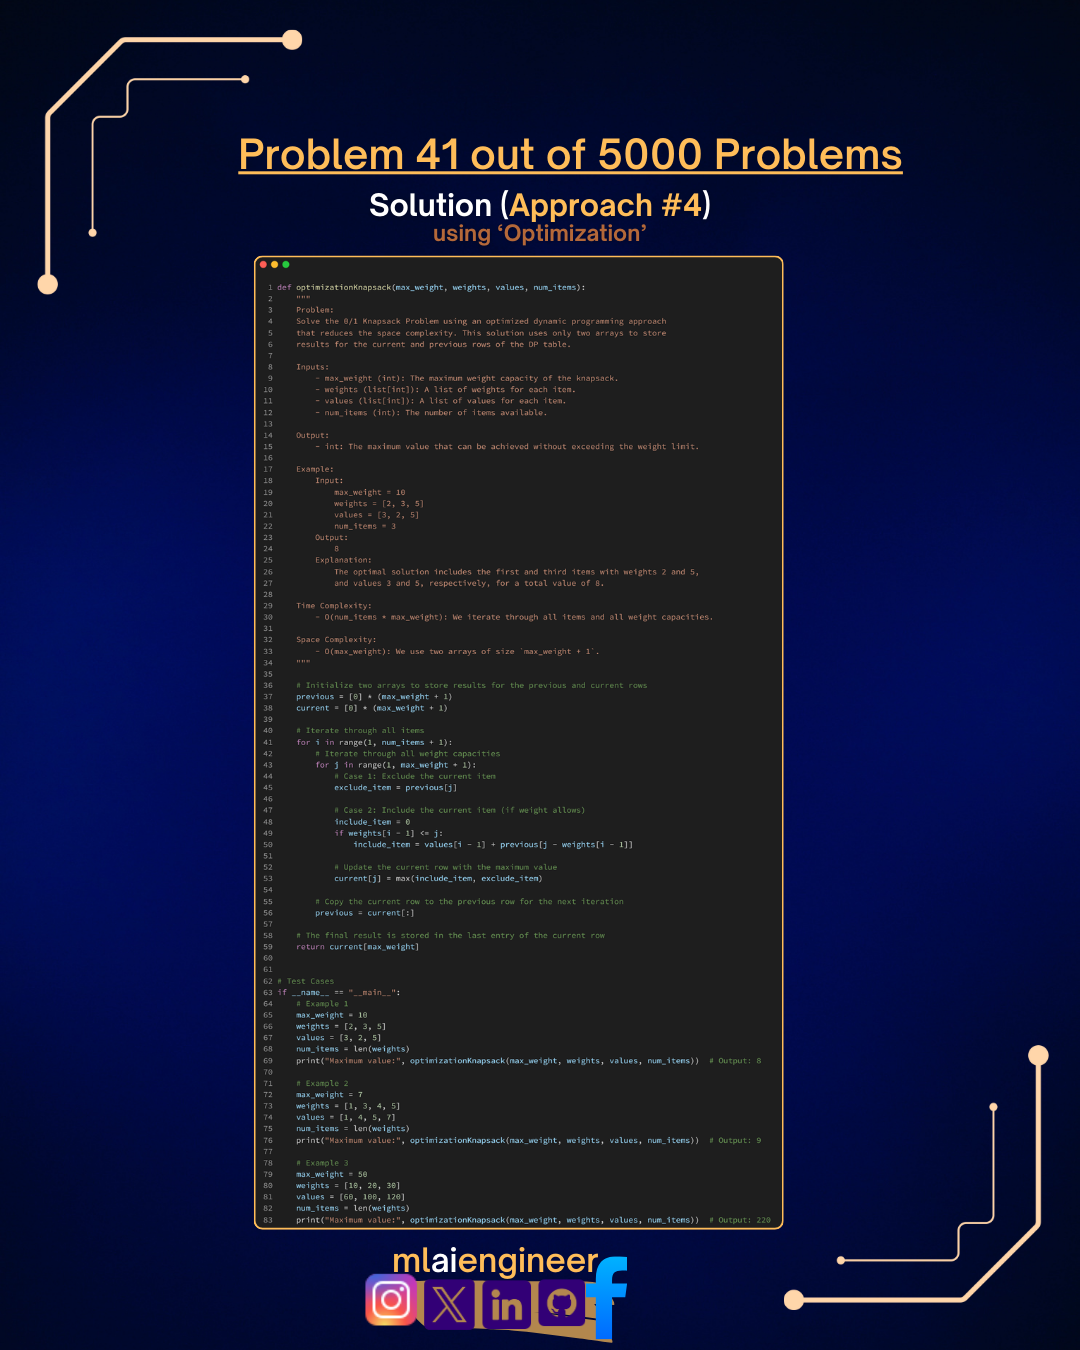 Problem 41 out of 5000 Problems
Solution (Approach #4)
using ‘Optimization’
1 def optimizationKnapsack(max_weight, weights, values, num_items):
2     """
3     Problem:
4     Solve the 0/1 Knapsack Problem using an optimized dynamic programming approach
5     that reduces the space complexity. This solution uses only two arrays to store
6     results for the current and previous rows of the DP table.
7
8     Inputs:
9         - max_weight (int): The maximum weight capacity of the knapsack.
10         - weights (list[int]): A list of weights for each item.
11         - values (list[int]): A list of values for each item.
12         - num_items (int): The number of items available.
13
14     Output:
15         - int: The maximum value that can be achieved without exceeding the weight limit.
16
17     Example:
18         Input:
19             max_weight = 10
20             weights = [2, 3, 5]
21             values = [3, 2, 5]
22             num_items = 3
23         Output:
24             8
25         Explanation:
26             The optimal solution includes the first and third items with weights 2 and 5,
27             and values 3 and 5, respectively, for a total value of 8.
28
29     Time Complexity:
30         - O(num_items * max_weight): We iterate through all items and all weight capacities.
31
32     Space Complexity:
33         - O(max_weight): We use two arrays of size `max_weight + 1`.
34     """
35
36     # Initialize two arrays to store results for the previous and current rows
37     previous = [0] * (max_weight + 1)
38     current = [0] * (max_weight + 1)
39
40     # Iterate through all items
41     for i in range(1, num_items + 1):
42         # Iterate through all weight capacities
43         for j in range(1, max_weight + 1):
44             # Case 1: Exclude the current item
45             exclude_item = previous[j]
46
47             # Case 2: Include the current item (if weight allows)
48             include_item = 0
49             if weights[i - 1] <= j:
50                 include_item = values[i - 1] + previous[j - weights[i - 1]]
51
52             # Update the current row with the maximum value
53             current[j] = max(include_item, exclude_item)
54
55         # Copy the current row to the previous row for the next iteration
56         previous = current[:]
57
58     # The final result is stored in the last entry of the current row
59     return current[max_weight]
60
61
62 # Test Cases
63 if __name__ == "__main__":
64     # Example 1
65     max_weight = 10
66     weights = [2, 3, 5]
67     values = [3, 2, 5]
68     num_items = len(weights)
69     print("Maximum value:", optimizationKnapsack(max_weight, weights, values, num_items))  # Output: 8
70
71     # Example 2
72     max_weight = 7
73     weights = [1, 3, 4, 5]
74     values = [1, 4, 5, 7]
75     num_items = len(weights)
76     print("Maximum value:", optimizationKnapsack(max_weight, weights, values, num_items))  # Output: 9
77
78     # Example 3
79     max_weight = 50
80     weights = [10, 20, 30]
81     values = [60, 100, 120]
82     num_items = len(weights)
83     print("Maximum value:", optimizationKnapsack(max_weight, weights, values, num_items))  # Output: 220
mlaiengineer